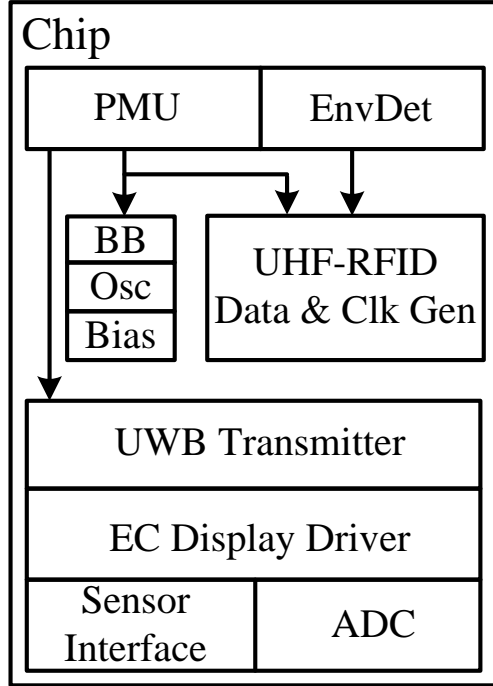 Chip
PMU
EnvDet
BB
Osc
Bias
UHF-RFID
Data & Clk Gen
UWB Transmitter
EC Display Driver
Sensor
Interface
ADC